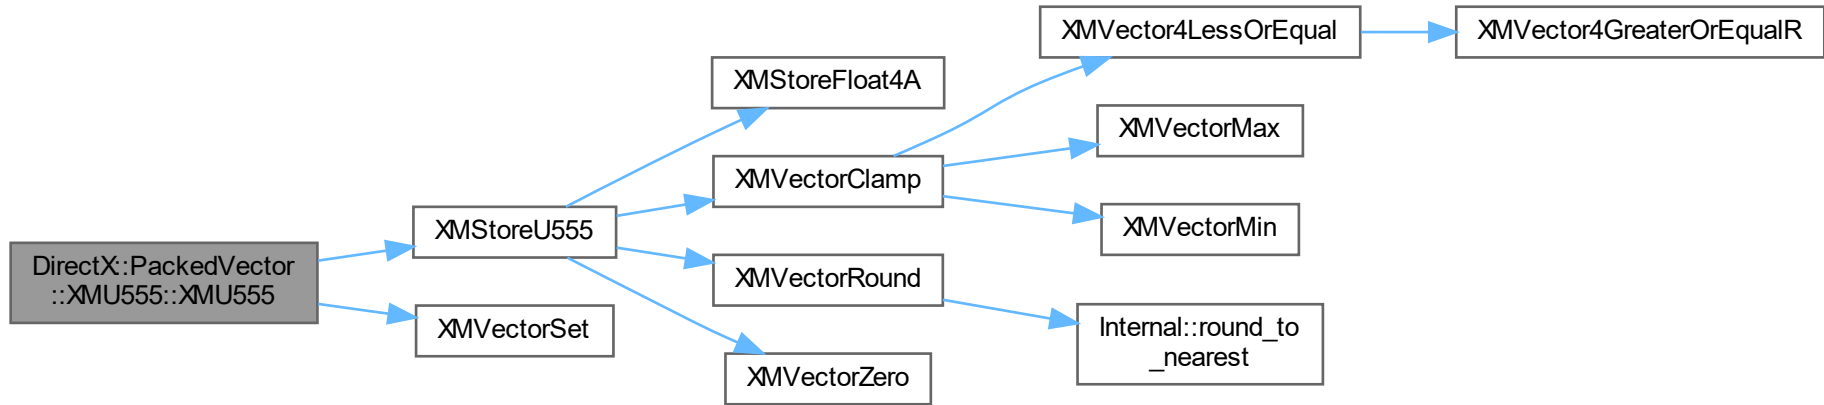 DirectX::PackedVector
::XMU555::XMU555
XMStoreU555
XMVectorSet
XMStoreFloat4A
XMVectorClamp
XMVectorRound
XMVectorZero
XMVector4LessOrEqual
XMVectorMax
XMVectorMin
Internal::round_to
_nearest
XMVector4GreaterOrEqualR